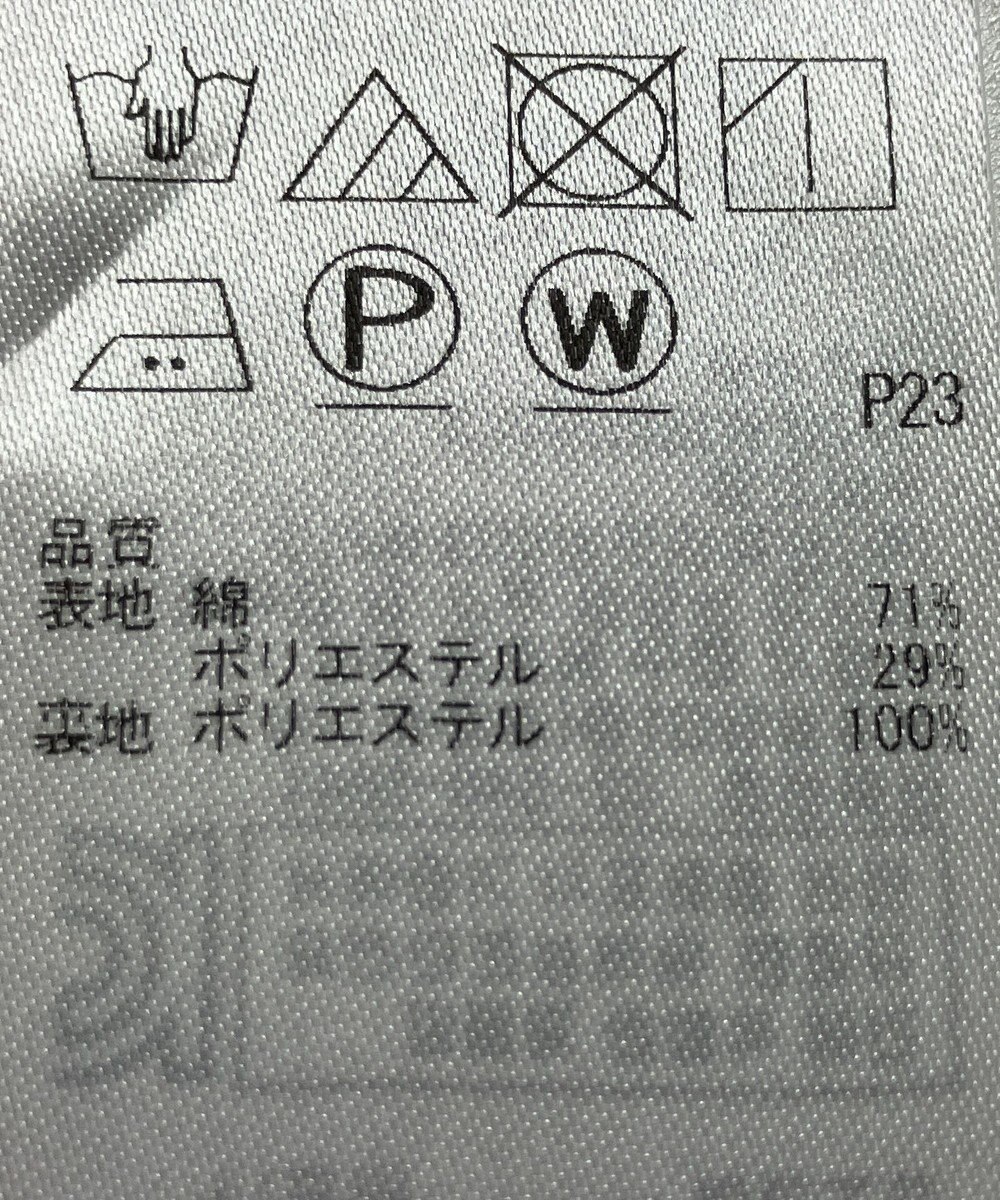 P W
P23
品質
表地 綿 71%
ポリエステル 29%
裏地 ポリエステル 100%